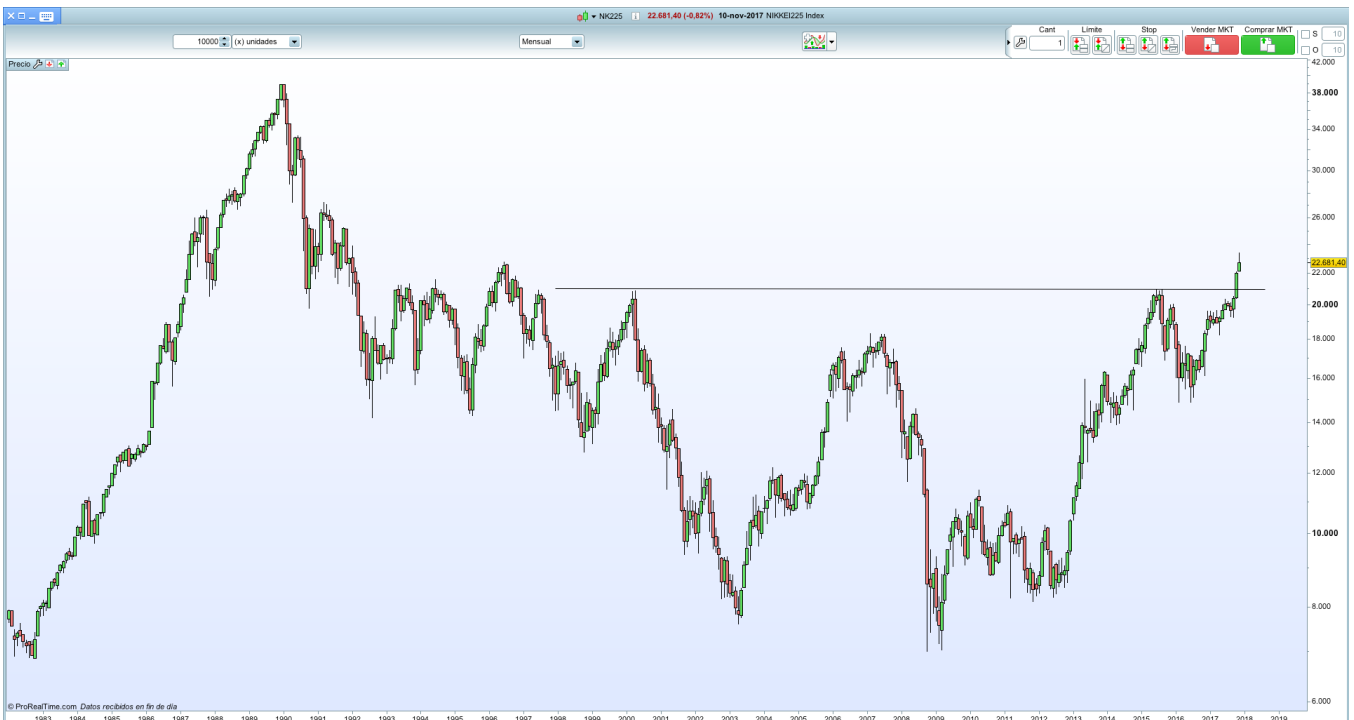 NK225 22.681,40 (-0,82%) 10-nov-2017 NIKKEI225 Index
10000 (x) unidades Mensual
Cant Límite Stop Vender MKT Comprar MKT
1
S 10
O 10
Precio
42.000
38.000
34.000
30.000
26.000
22.681,40
22.000
20.000
18.000
16.000
14.000
12.000
10.000
8.000
6.000
© ProRealTime.com Datos recibidos en fin de día
1983 1984 1985 1986 1987 1988 1989 1990 1991 1992 1993 1994 1995 1996 1997 1998 1999 2000 2001 2002 2003 2004 2005 2006 2007 2008 2009 2010 2011 2012 2013 2014 2015 2016 2017 2018 2019